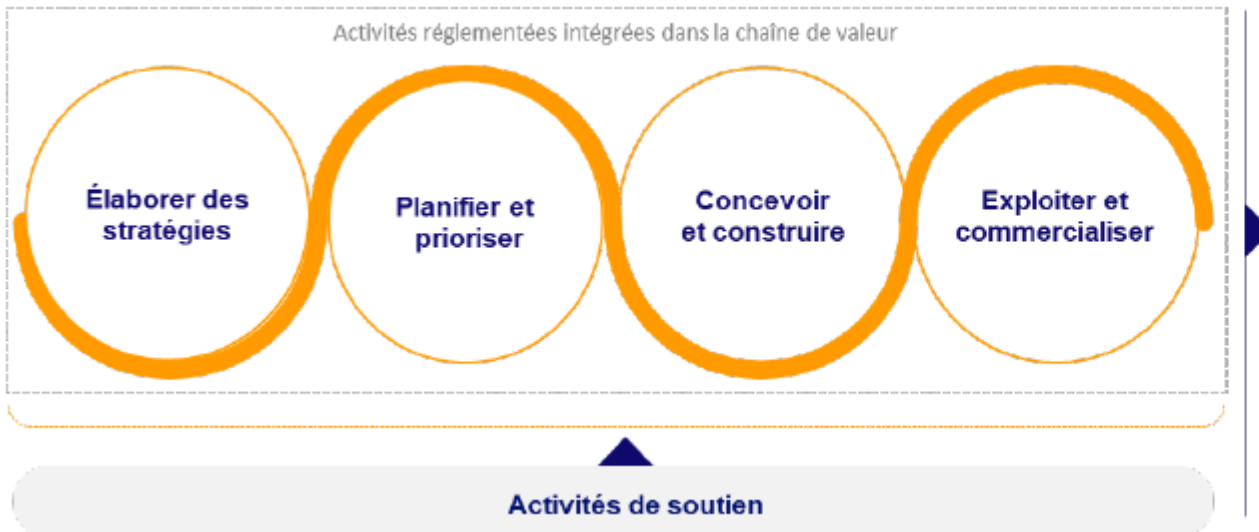 Activités réglementées intégrées dans la chaîne de valeur
Élaborer des
stratégies
Planifier et
prioriser
Concevoir
et construire
Exploiter et
commercialiser
Activités de soutien